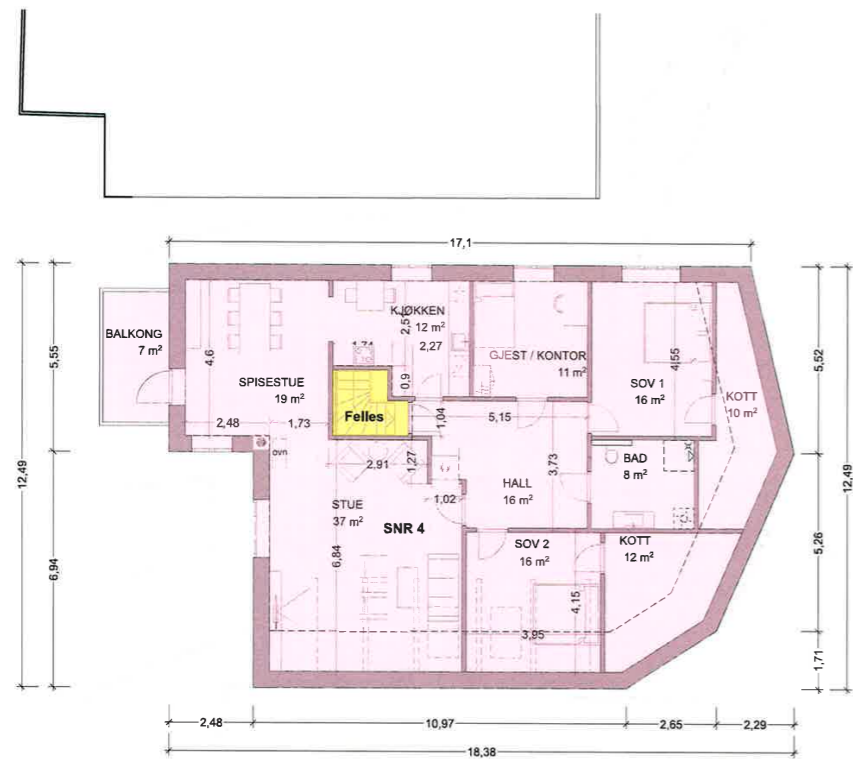 17,1
5,55
12,49
6,94
5,52
5,26
1,71
12,49
BALKONG
7 m²
4,6
SPISESTUE
19 m²
2,48
1,73
KJØKKEN
12 m²
2,27
0,9
Felles
GJEST / KONTOR
11 m²
SOV 1
16 m²
4,55
KOTT
10 m²
1,04
5,15
3,73
HALL
16 m²
BAD
8 m²
ovn
2,91
1,27
1,02
STUE
37 m²
SNR 4
6,84
SOV 2
16 m²
4,15
3,95
KOTT
12 m²
2,48
10,97
2,65
2,29
18,38